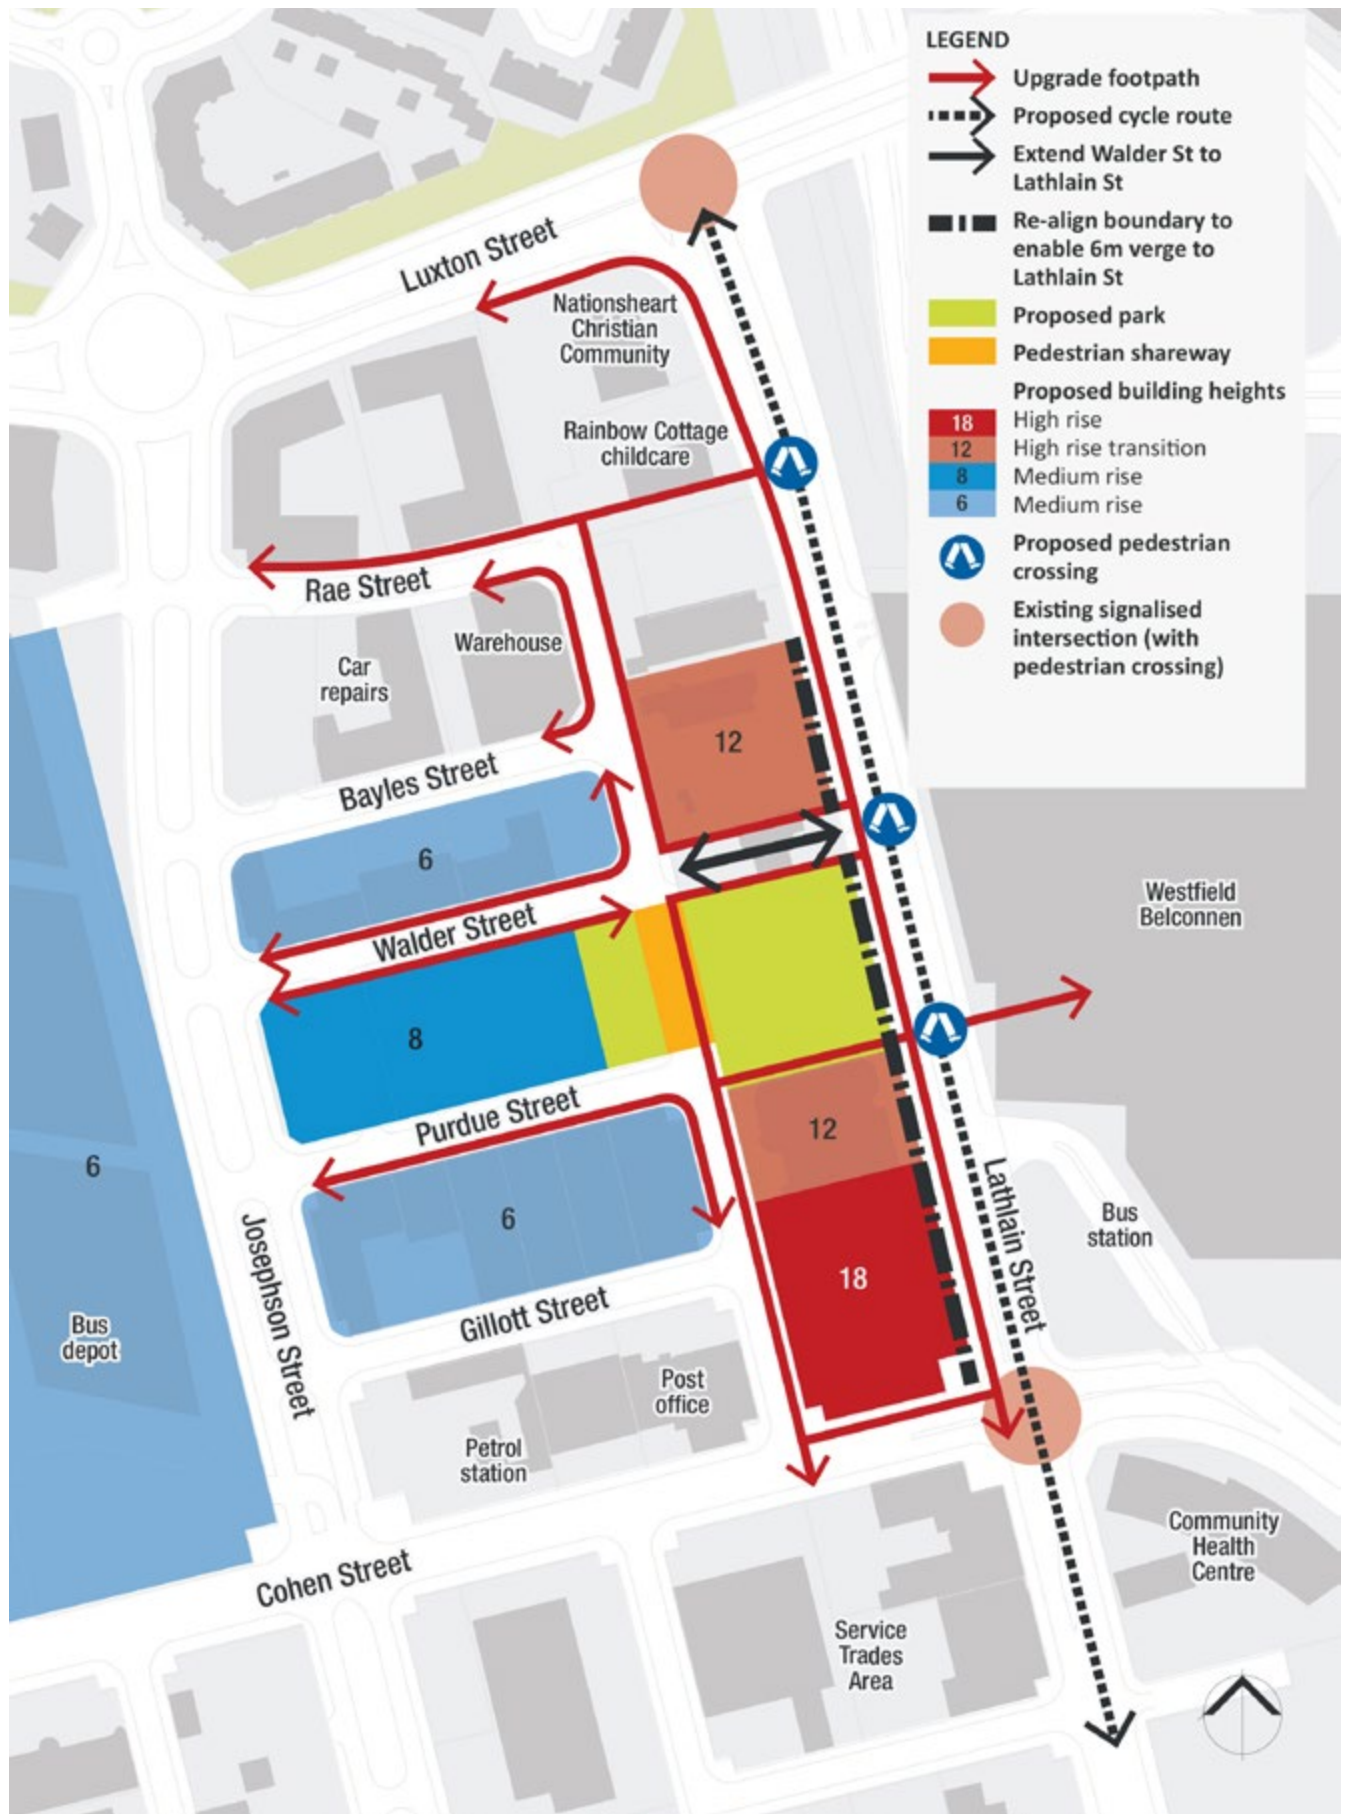 LEGEND
Upgrade footpath
Proposed cycle route
Extend Walder St to
Lathlain St
Re-align boundary to
enable 6m verge to
Lathlain St
Proposed park
Pedestrian shareway
Proposed building heights
18 High rise
12 High rise transition
8 Medium rise
6 Medium rise
Proposed pedestrian
crossing
Existing signalised
intersection (with
pedestrian crossing)
Luxton Street
Nationsheart
Christian
Community
Rainbow Cottage
childcare
Rae Street
Warehouse
Car
repairs
12
Bayles Street
6
Walder Street
Westfield
Belconnen
8
Purdue Street
12
6
6
Lathlain Street
Bus
station
Josephson Street
18
Gillott Street
Bus
depot
Post
office
Petrol
station
Cohen Street
Community
Health
Centre
Service
Trades
Area